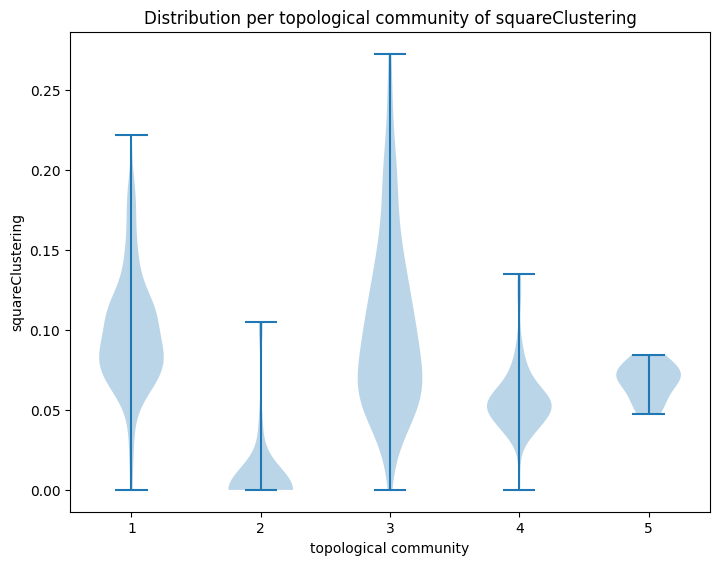 Distribution per topological community of squareClustering
squareClustering
0.25
0.20
0.15
0.10
0.05
0.00
1 2 3 4 5
topological community